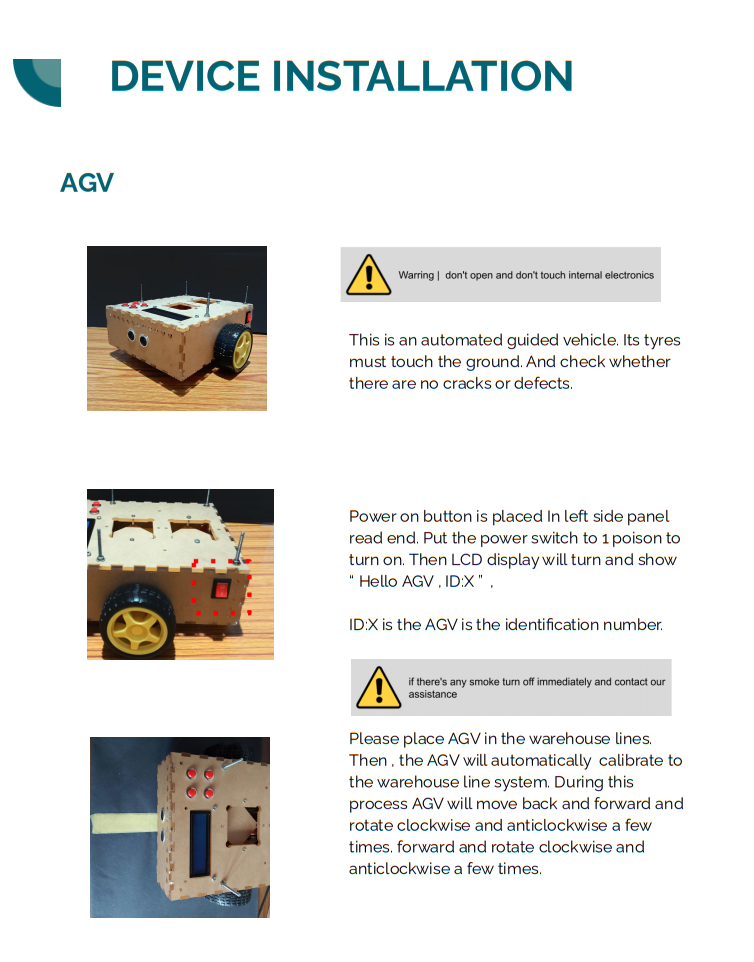 DEVICE INSTALLATION
AGV
Warring | don't open and don't touch internal electronics
This is an automated guided vehicle. Its tyres
must touch the ground. And check whether
there are no cracks or defects.
Power on button is placed In left side panel
read end. Put the power switch to 1 poison to
turn on. Then LCD display will turn and show
“ Hello AGV , ID:X ” ,
ID:X is the AGV is the identification number.
if there's any smoke turn off immediately and contact our
assistance
Please place AGV in the warehouse lines.
Then , the AGV will automatically calibrate to
the warehouse line system. During this
process AGV will move back and forward and
rotate clockwise and anticlockwise a few
times. forward and rotate clockwise and
anticlockwise a few times.